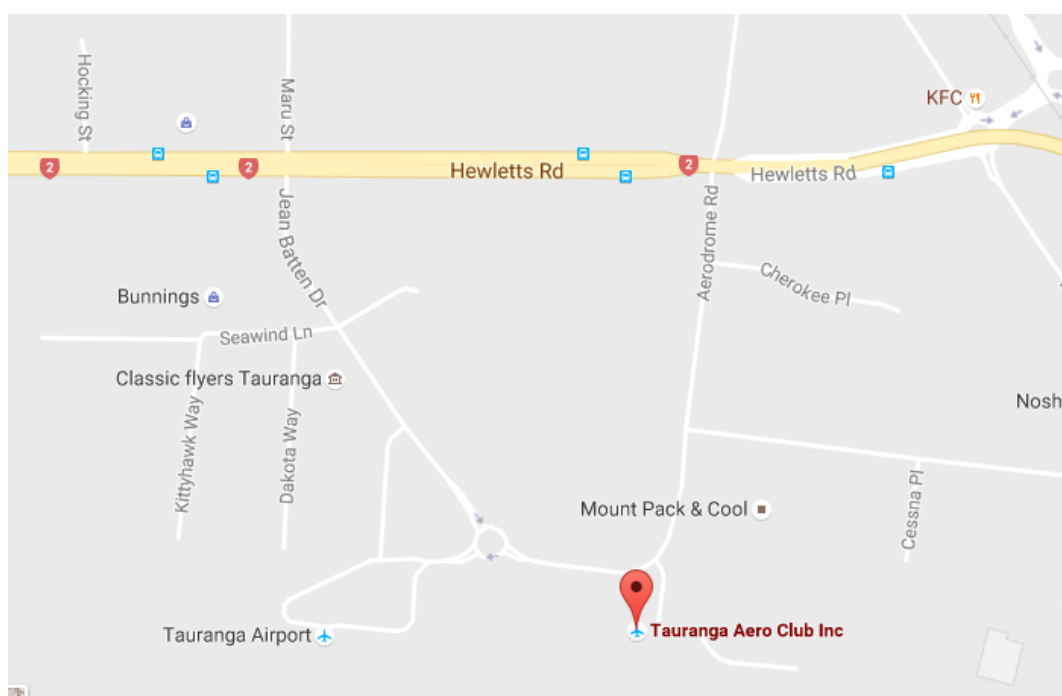 Hocking St
Maru St
KFC
2
2
2
Hewletts Rd
Hewletts Rd
Jean Batten Dr
Aerodrome Rd
Cherokee Pl
Bunnings
Seawind Ln
Classic flyers Tauranga
Nosh
Kittyhawk Way
Dakota Way
Mount Pack & Cool
Cessna Pl
Tauranga Airport
Tauranga Aero Club Inc